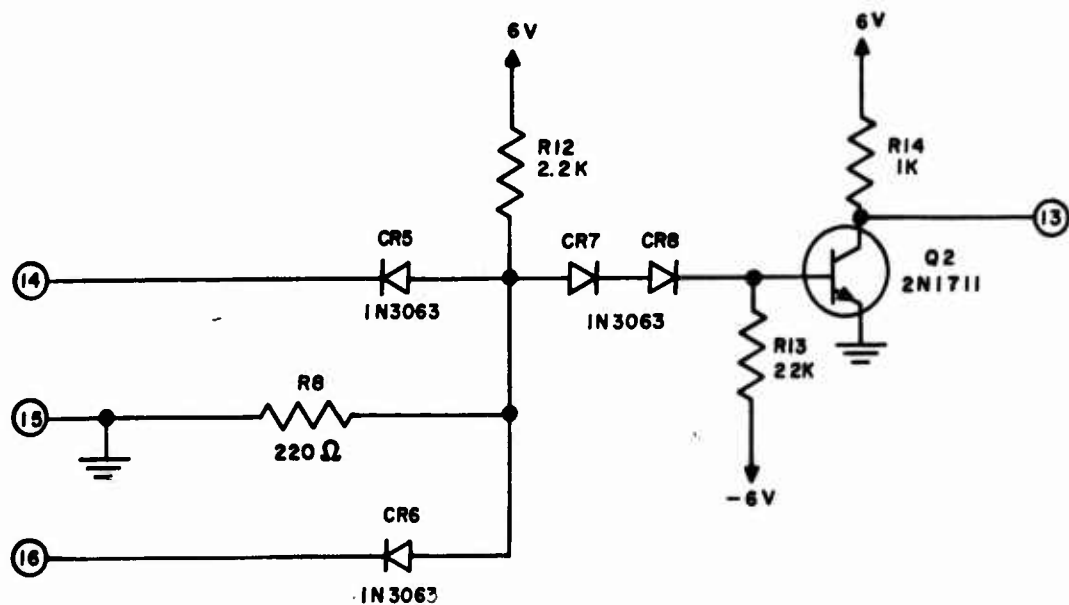 6V
6V
R12
2.2K
R14
1K
13
CR5
CR7
CR8
Q2
2N1711
14
1N3063
1N3063
R13
22K
R8
15
220 Ω
-6V
CR6
16
1N3063